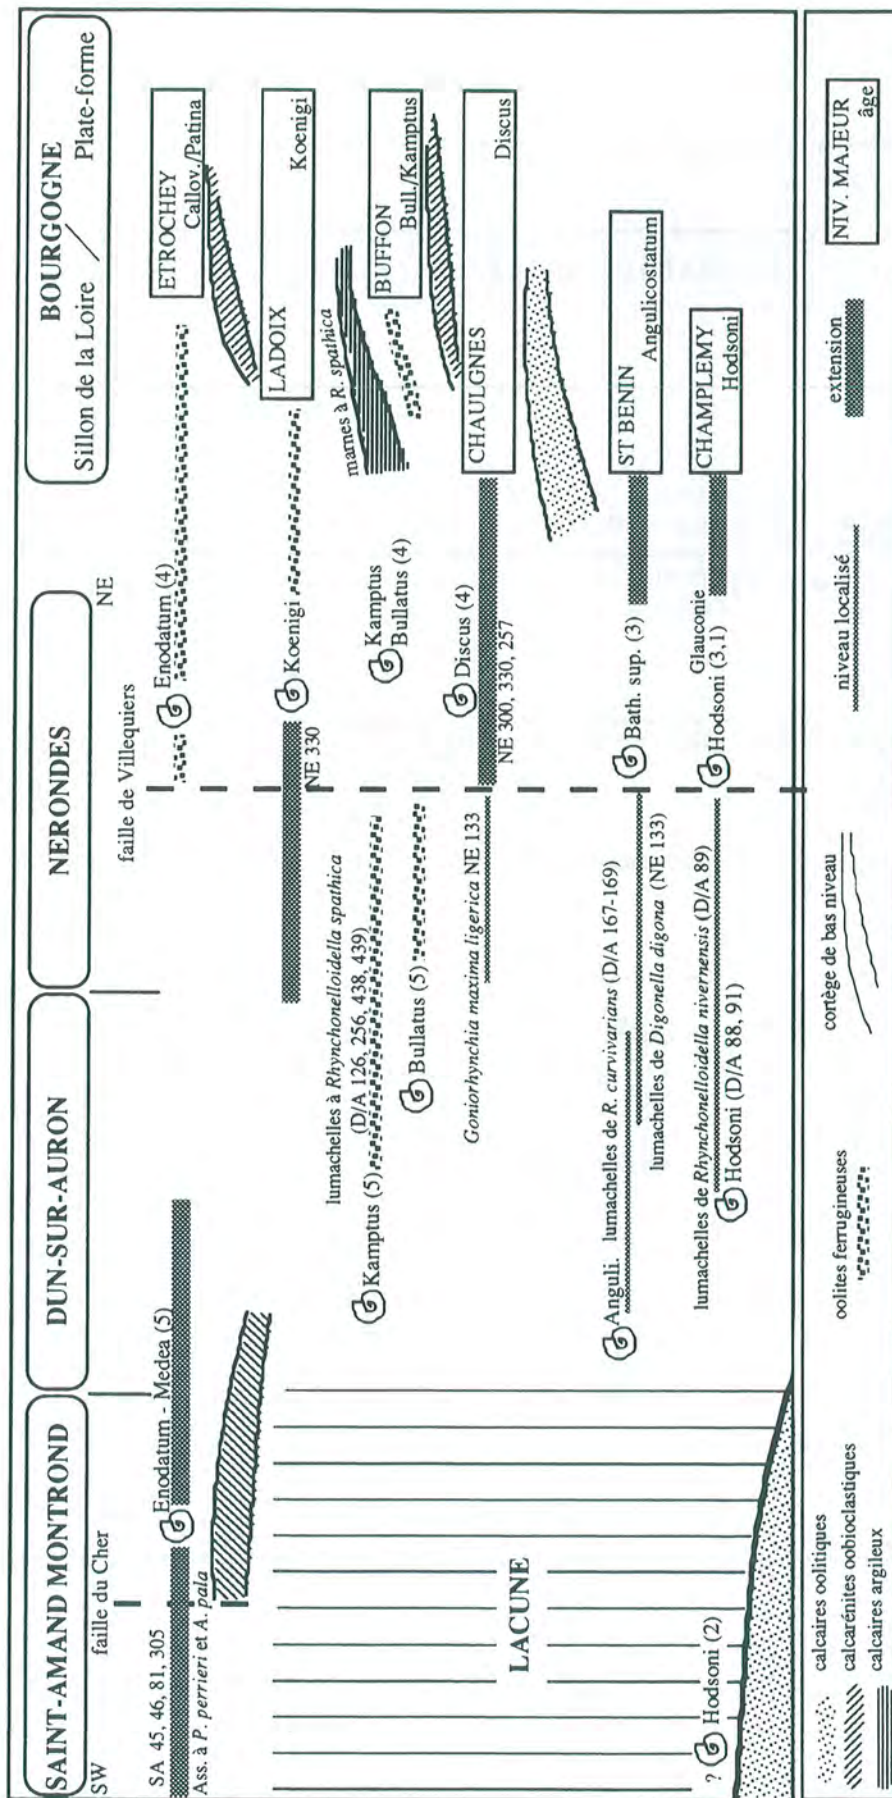 SAINT-AMAND MONTROND
DUN-SUR-AURON
NERONDES
BOURGOGNE
Sillon de la Loire
Plate-forme
SW
faille du Cher
faille de Villequiers
NE
SA 45, 46, 81, 305
Ass. à P. perrieri et A. pala
Enodatum - Medea (5)
Enodatum (4)
ETROCHEY
Callov./Patina
NE 330
Koenigi
LADOIX
Koenigi
lumachelles à Rhynchonelloidella spathica
(D/A 126, 256, 438, 439)
Kamptus (5)
Bullatus (5)
Kamptus
Bullatus (4)
marnes à R. spathica
BUFFON
Bull./Kamptus
Goniorhynchia maxima ligerica NE 133
Discus (4)
NE 300, 330, 257
CHAULGNES
Discus
LACUNE
Anguli. lumachelles de R. curvivarians (D/A 167-169)
lumachelles de Digonella digona (NE 133)
Bath. sup. (3)
ST BENIN
Angulicostatum
lumachelles de Rhynchonelloidella nivernensis (D/A 89)
Hodsoni (D/A 88, 91)
Glauconie
Hodsoni (3,1)
CHAMPLEMY
Hodsoni
? Hodsoni (2)
calcaires oolitiques
calcarénites oobioclastiques
calcaires argileux
oolites ferrugineuses
cortège de bas niveau
niveau localisé
extension
NIV. MAJEUR
âge